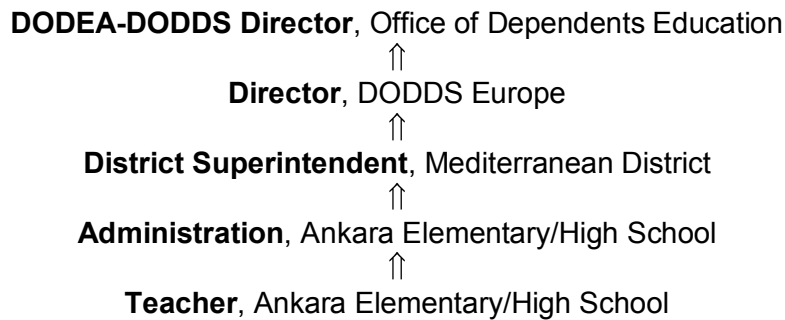 DODEA-DODDS Director, Office of Dependents Education
⇑
Director, DODDS Europe
⇑
District Superintendent, Mediterranean District
⇑
Administration, Ankara Elementary/High School
⇑
Teacher, Ankara Elementary/High School